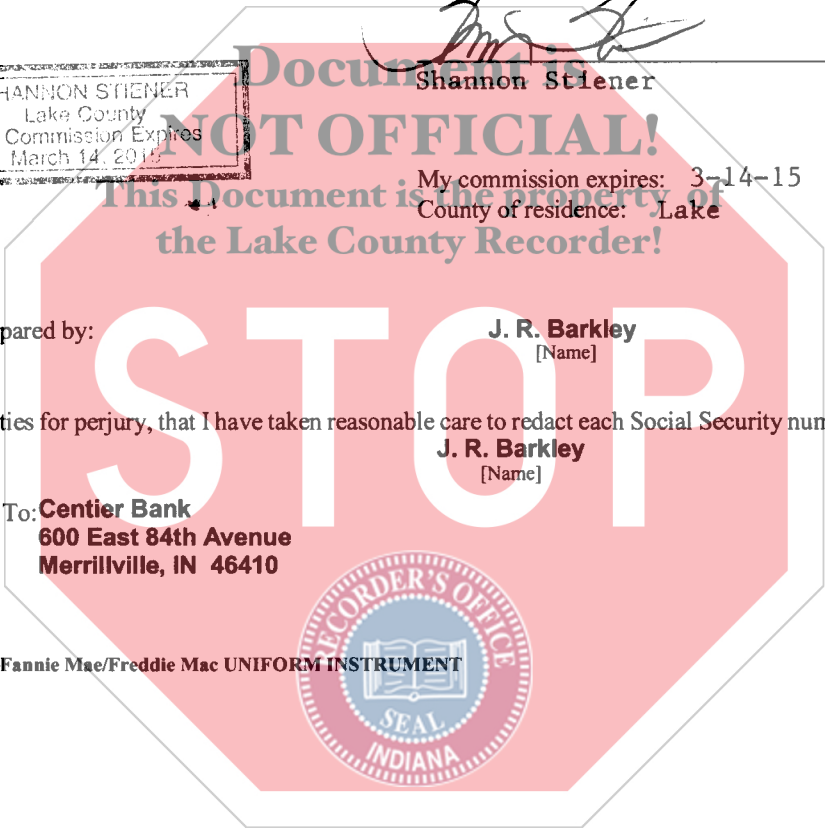 Document is
Shannon Stiener
HANNON STIENER
Lake County
Commission Expires
March 14, 2015
NOT OFFICIAL!
My commission expires: 3-14-15
This Document is the property of
County of residence: Lake
the Lake County Recorder!
STOP
pared by:
J. R. Barkley
[Name]
ties for perjury, that I have taken reasonable care to redact each Social Security num
J. R. Barkley
[Name]
To: Centier Bank
600 East 84th Avenue
Merrillville, IN 46410
Fannie Mae/Freddie Mac UNIFORM INSTRUMENT
RECORDER'S OFFICE
SEAL
INDIANA